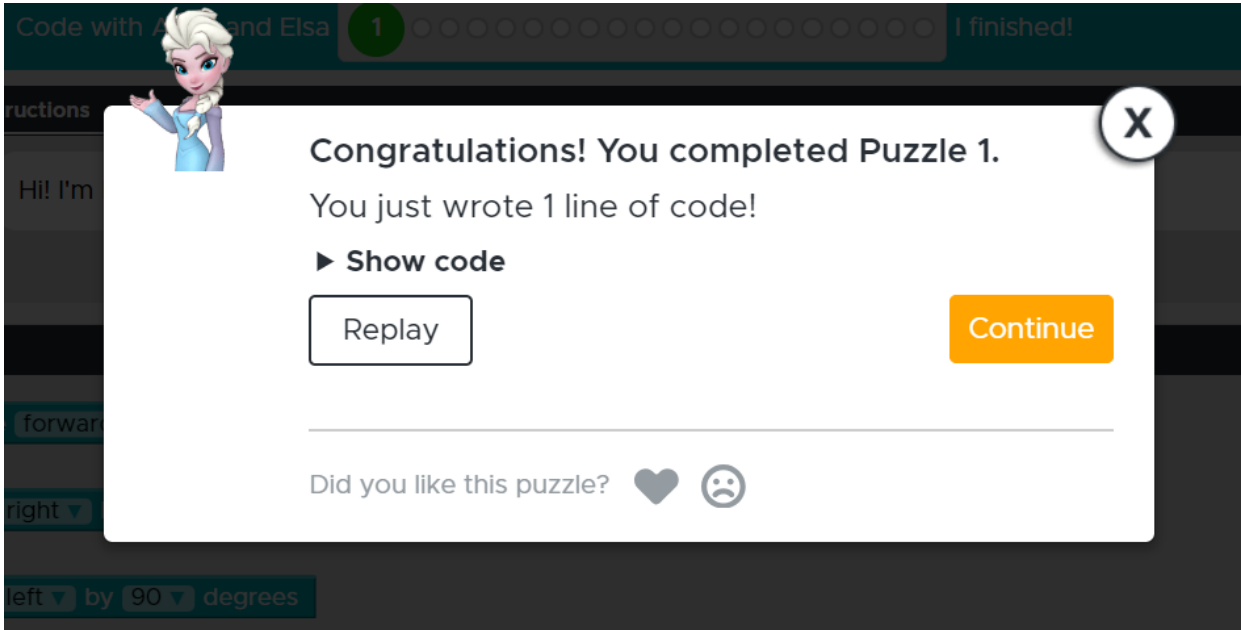 Code with A and Elsa 1 I finished!
ructions
X
Congratulations! You completed Puzzle 1.
Hi! I'm
You just wrote 1 line of code!
▶ Show code
Replay
Continue
forward
Did you like this puzzle?
right ▼
left ▼ by 90 ▼ degrees